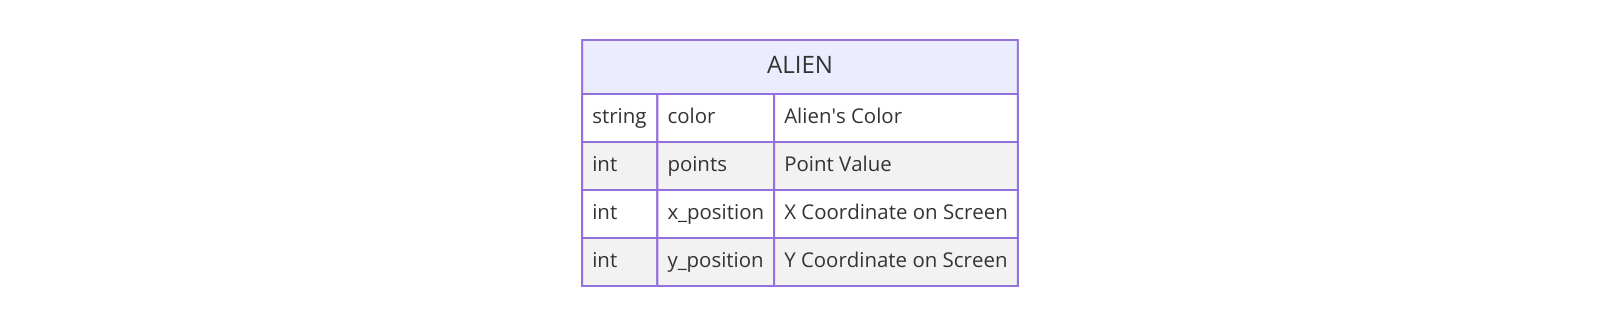 ALIEN
string color Alien's Color
int points Point Value
int x_position X Coordinate on Screen
int y_position Y Coordinate on Screen